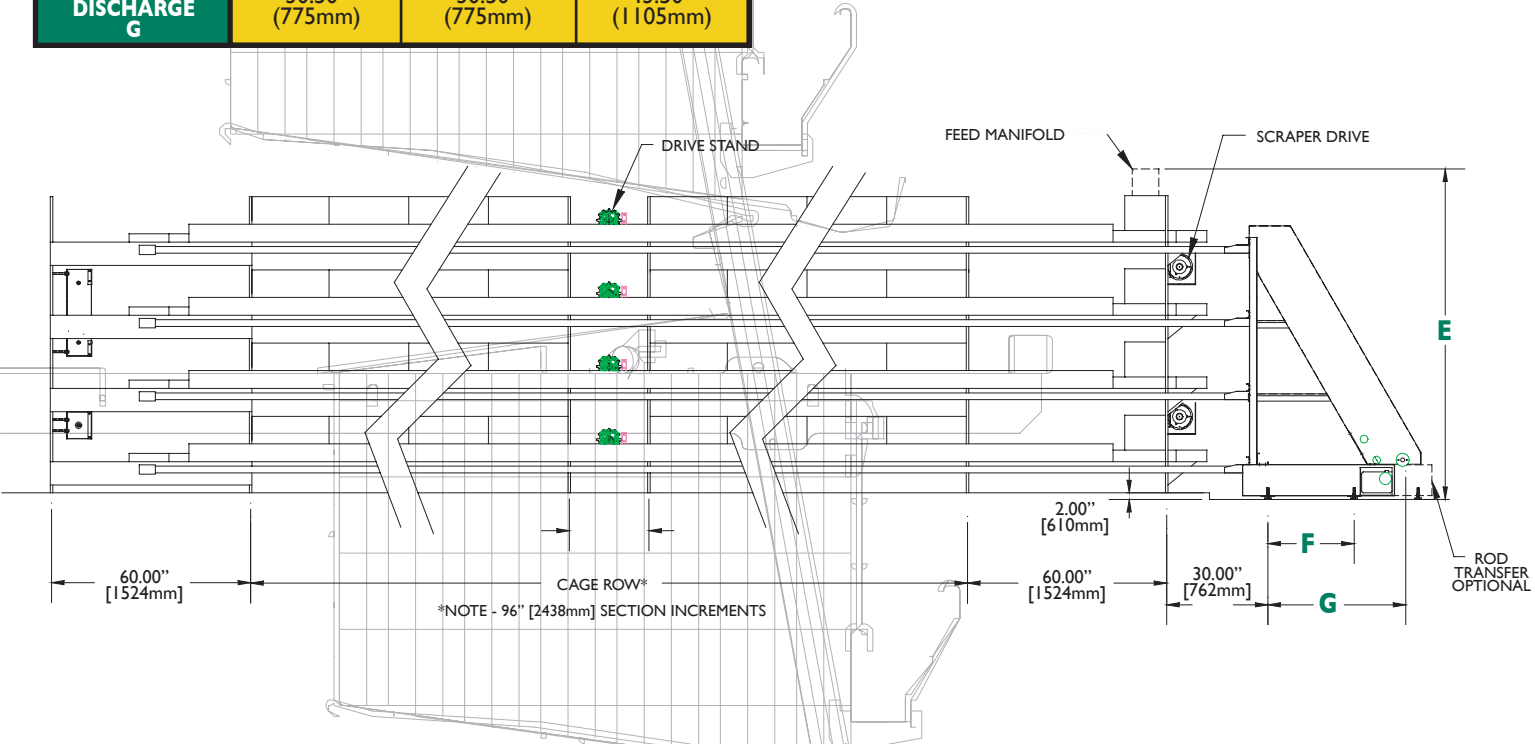 DISCHARGE
G
(775mm)
(775mm)
(1105mm)
DRIVE STAND
FEED MANIFOLD
SCRAPER DRIVE
E
2.00”
[610mm]
F
60.00”
[1524mm]
CAGE ROW*
*NOTE - 96” [2438mm] SECTION INCREMENTS
60.00”
[1524mm]
30.00”
[762mm]
G
ROD
TRANSFER
OPTIONAL